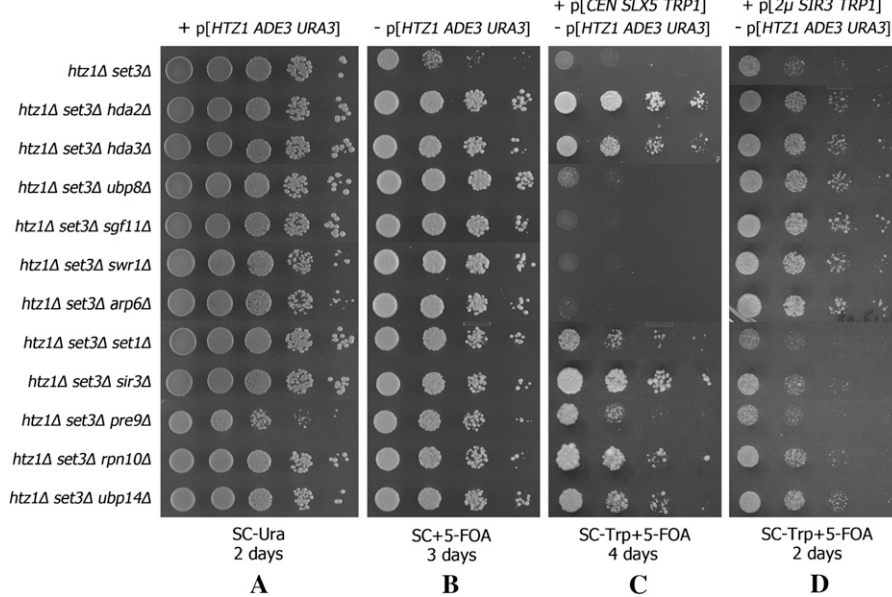 + p[CEN SLX5 TRP1] + p[2µ SIR3 TRP1]
+ p[HTZ1 ADE3 URA3] - p[HTZ1 ADE3 URA3] - p[HTZ1 ADE3 URA3] - p[HTZ1 ADE3 URA3]
htz1Δ set3Δ
htz1Δ set3Δ hda2Δ
htz1Δ set3Δ hda3Δ
htz1Δ set3Δ ubp8Δ
htz1Δ set3Δ sgf11Δ
htz1Δ set3Δ swr1Δ
htz1Δ set3Δ arp6Δ
htz1Δ set3Δ set1Δ
htz1Δ set3Δ sir3Δ
htz1Δ set3Δ pre9Δ
htz1Δ set3Δ rpn10Δ
htz1Δ set3Δ ubp14Δ
SC-Ura SC+5-FOA SC-Trp+5-FOA SC-Trp+5-FOA
2 days 3 days 4 days 2 days
A B C D